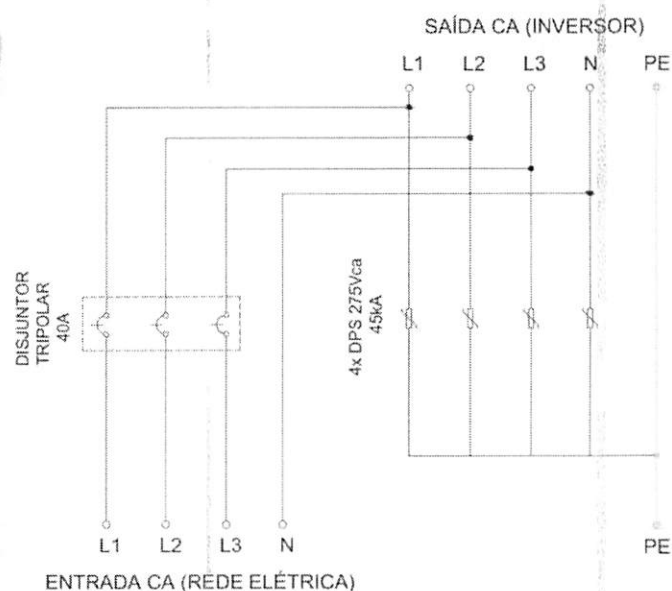 SAÍDA CA (INVERSOR)
L1 L2 L3 N PE
DISJUNTOR
TRIPOLAR
40A
4x DPS 275Vca
45kA
L1 L2 L3 N PE
ENTRADA CA (REDE ELÉTRICA)